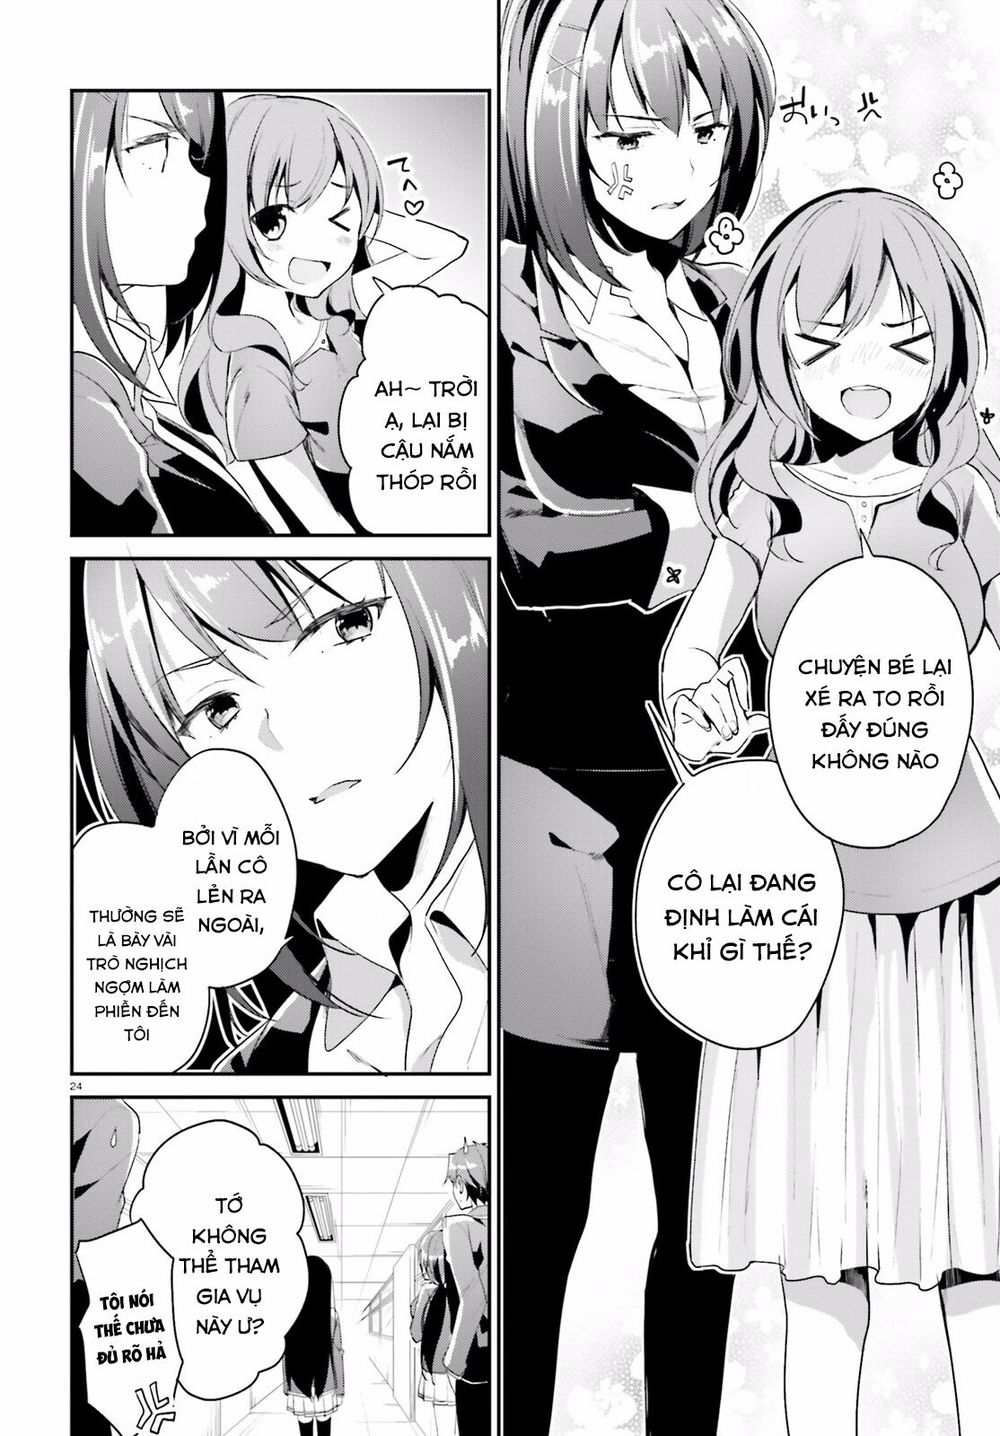 おいっ
CHUYỆN BÉ LẠI
XÉ RA TO RỒI
ĐẤY ĐÚNG
KHÔNG NÀO
CÔ LẠI ĐANG
ĐỊNH LÀM CÁI
KHỈ GÌ THẾ?
てへ♡
AH~ TRỜI
Ạ, LẠI BỊ
CẬU NẮM
THÓP RỒI
BỞI VÌ MỖI
LẦN CÔ
LẺN RA
NGOÀI,
THƯỜNG SẼ
LÀ BÀY VÀI
TRÒ NGHỊCH
NGỢM LÀM
PHIỀN ĐẾN
TÔI
24
TỚ
KHÔNG
THỂ THAM
GIA VỤ
NÀY Ư?
TÔI NÓI
THẾ CHƯA
ĐỦ RÕ HẢ